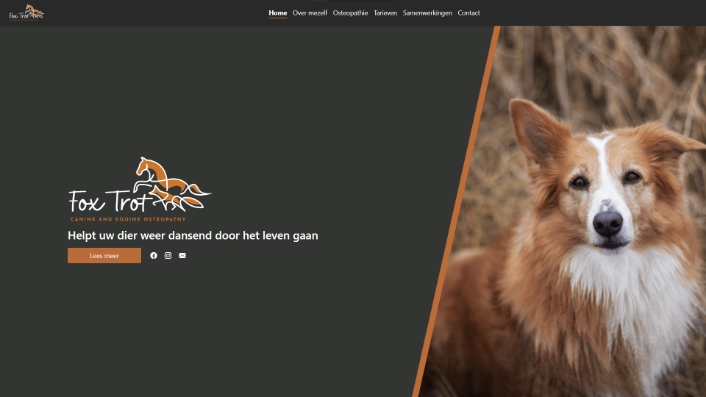 Fox Trot
Home Over mezelf Osteopathie Tarieven Samenwerkingen Contact
Fox Trot
CANINE AND EQUINE OSTEOPATHY
Helpt uw dier weer dansend door het leven gaan
Lees meer